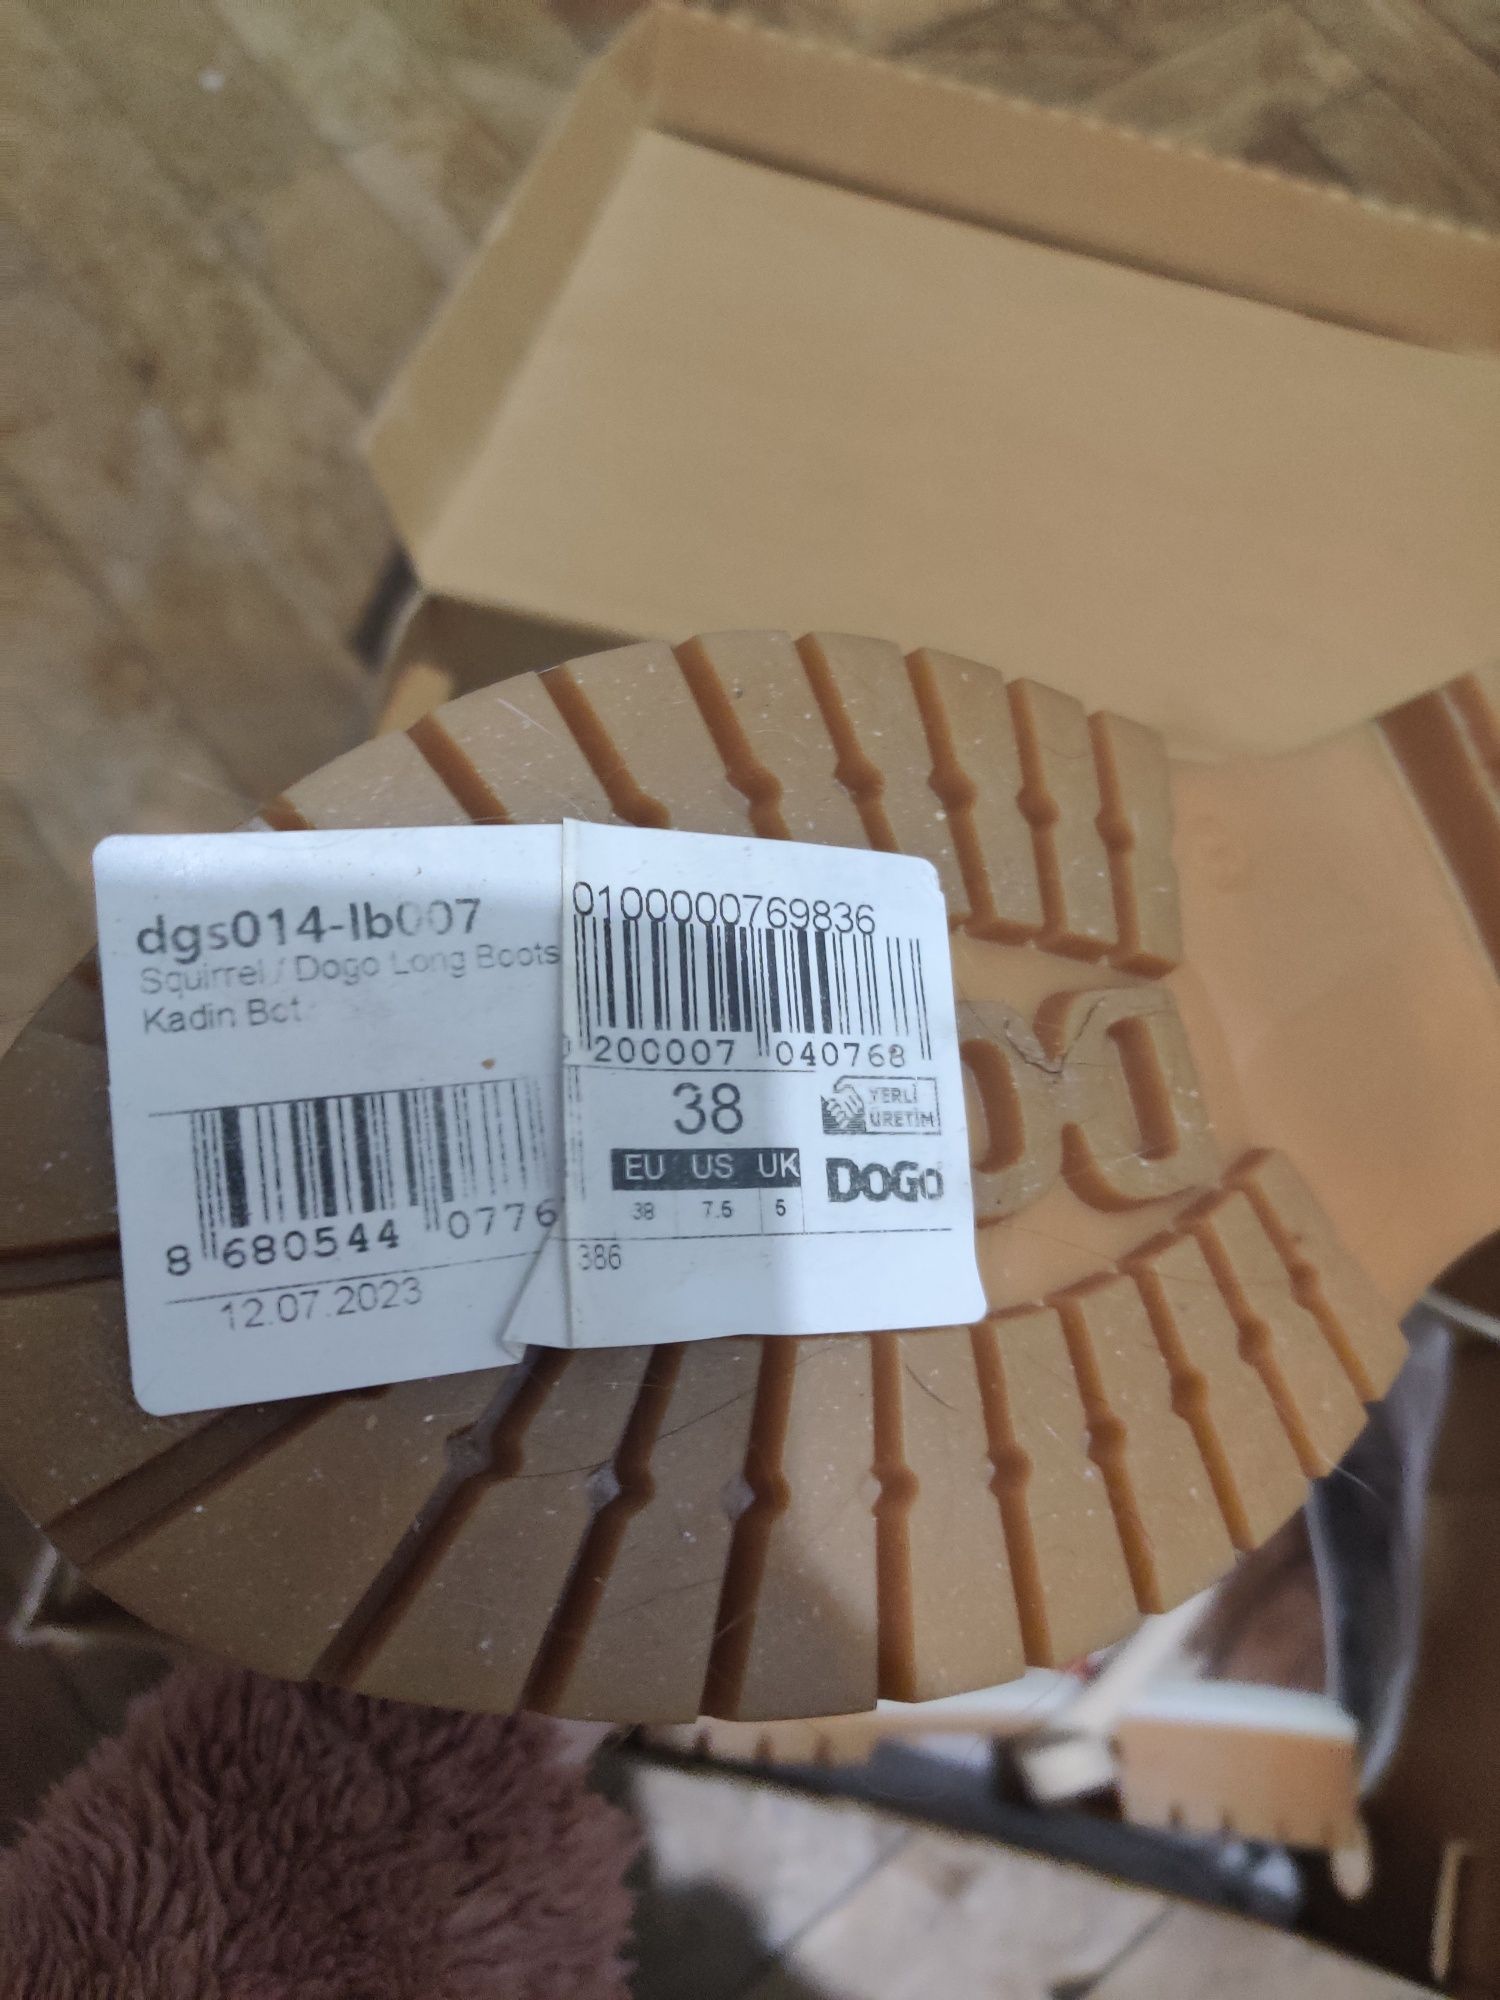 dgs014-lb007
Squirrel / Dogo Long Boots
Kadin Bot
8 680544 0776
12.07.2023
0100000769836
200007 040768
38
YERLİ
ÜRETİM
EU US UK
38 7.5 5
DOGO
386